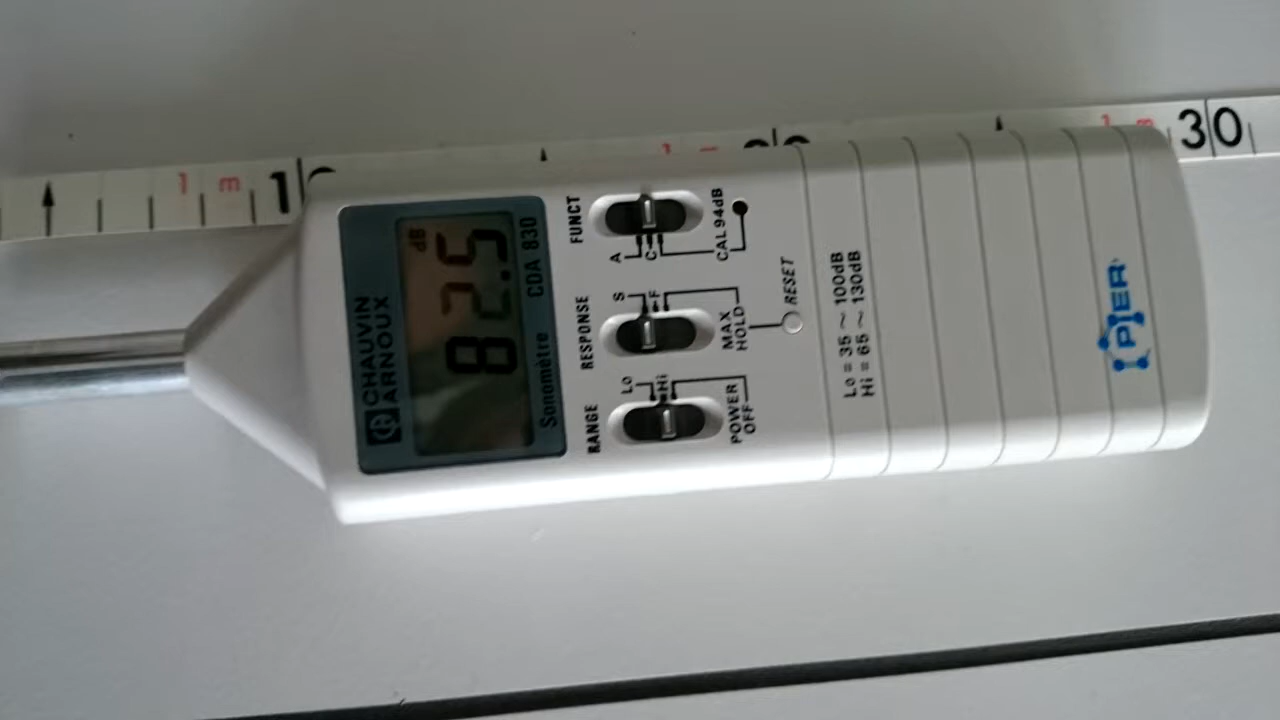 CHAUVIN
ARNOUX
82.5 dB
Sonomètre CDA 830
RANGE
RESPONSE
FUNCT
Lo
Hi
POWER
OFF
S
F
MAX
HOLD
A
C
CAL 94dB
RESET
Lo = 35 ~ 100dB
Hi = 65 ~ 130dB
PIER
1 m
1
1 m
30